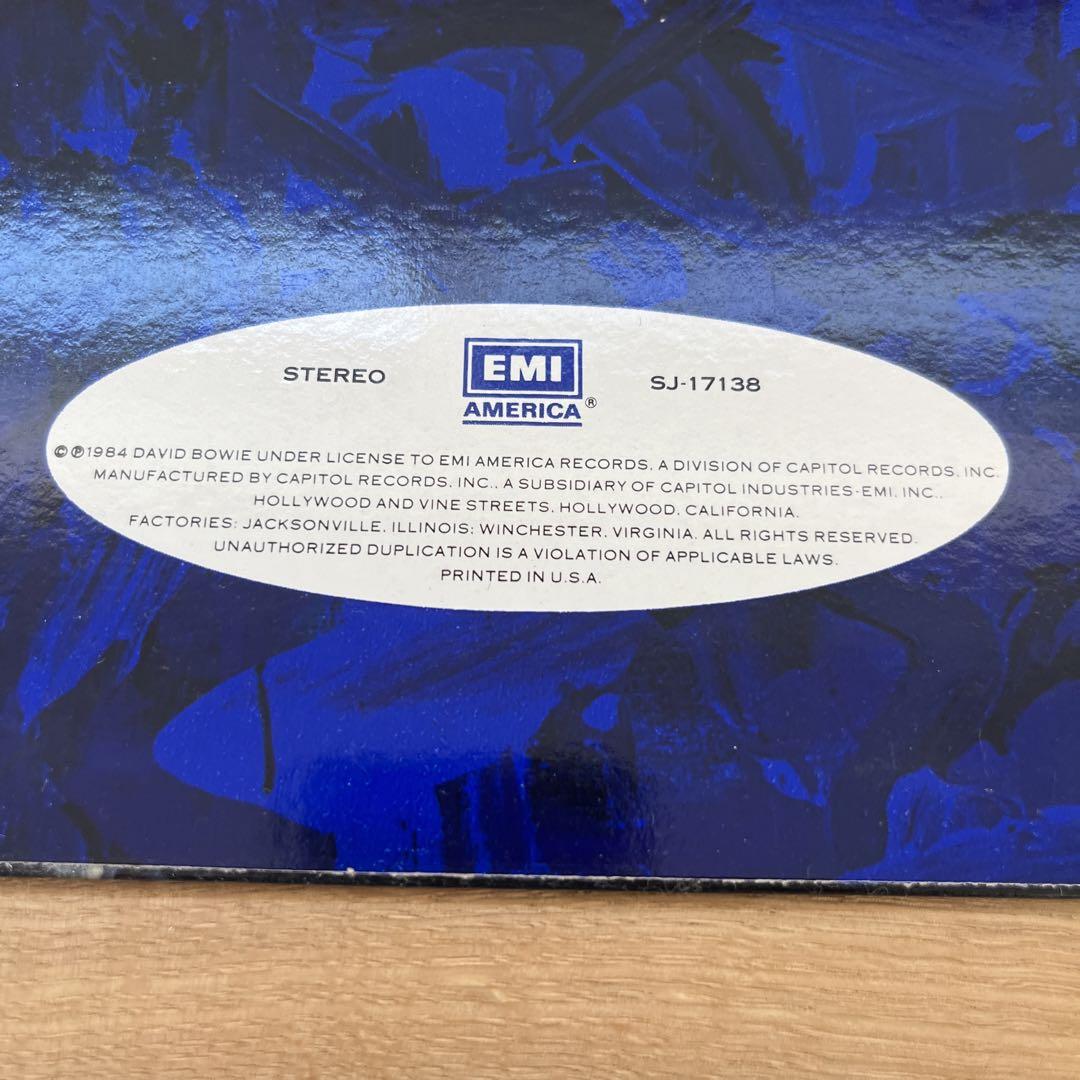 STEREO
EMI
AMERICA®
SJ-17138
©℗1984 DAVID BOWIE UNDER LICENSE TO EMI AMERICA RECORDS, A DIVISION OF CAPITOL RECORDS, INC.
MANUFACTURED BY CAPITOL RECORDS, INC., A SUBSIDIARY OF CAPITOL INDUSTRIES-EMI, INC.,
HOLLYWOOD AND VINE STREETS, HOLLYWOOD, CALIFORNIA.
FACTORIES: JACKSONVILLE, ILLINOIS; WINCHESTER, VIRGINIA. ALL RIGHTS RESERVED.
UNAUTHORIZED DUPLICATION IS A VIOLATION OF APPLICABLE LAWS.
PRINTED IN U.S.A.